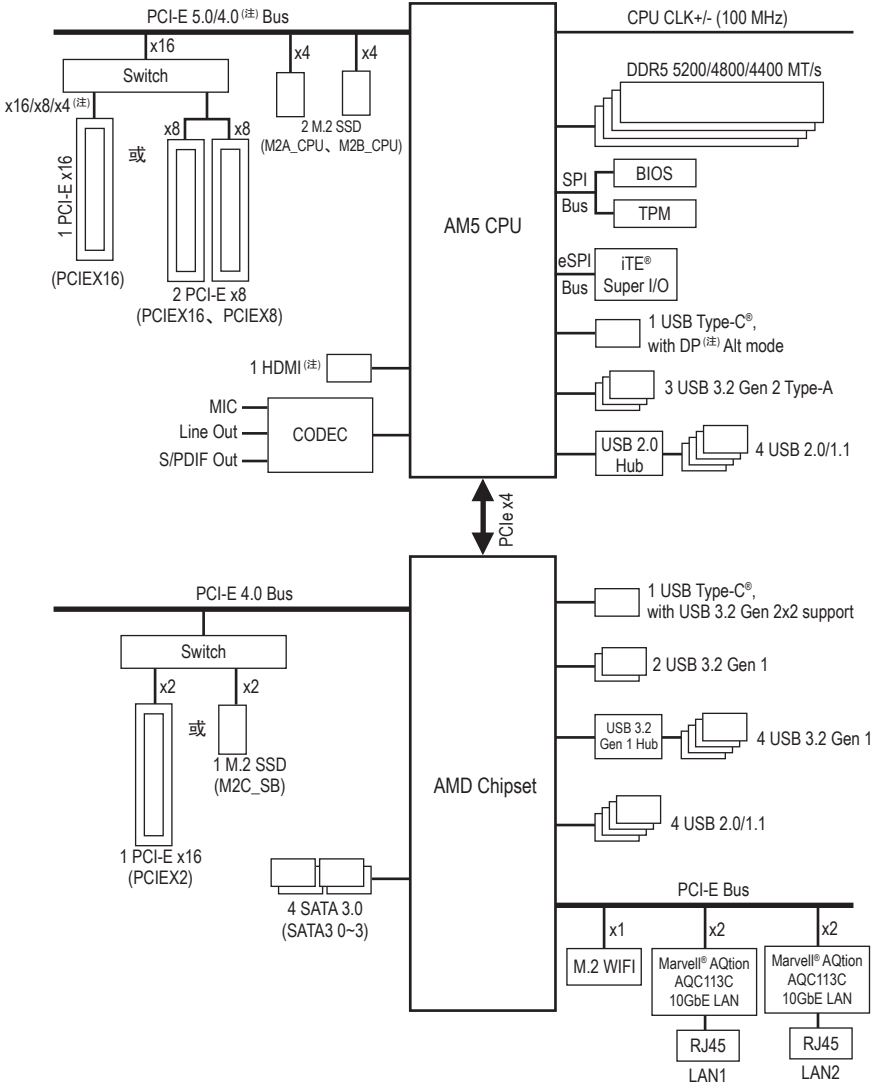 PCI-E 5.0/4.0 (注) Bus
CPU CLK+/- (100 MHz)
x16
x4
x4
Switch
DDR5 5200/4800/4400 MT/s
x16/x8/x4 (注)
x8
x8
2 M.2 SSD
(M2A_CPU、M2B_CPU)
或
1 PCI-E x16
(PCIEX16)
2 PCI-E x8
(PCIEX16、PCIEX8)
AM5 CPU
SPI
Bus
BIOS
TPM
eSPI
Bus
iTE®
Super I/O
1 USB Type-C®,
with DP (注) Alt mode
1 HDMI (注)
3 USB 3.2 Gen 2 Type-A
MIC
Line Out
S/PDIF Out
CODEC
USB 2.0
Hub
4 USB 2.0/1.1
PCIe x4
PCI-E 4.0 Bus
Switch
x2
x2
或
1 M.2 SSD
(M2C_SB)
1 PCI-E x16
(PCIEX2)
AMD Chipset
1 USB Type-C®,
with USB 3.2 Gen 2x2 support
2 USB 3.2 Gen 1
USB 3.2
Gen 1 Hub
4 USB 3.2 Gen 1
4 USB 2.0/1.1
4 SATA 3.0
(SATA3 0~3)
PCI-E Bus
x1
x2
x2
M.2 WIFI
Marvell® AQtion
AQC113C
10GbE LAN
Marvell® AQtion
AQC113C
10GbE LAN
RJ45
RJ45
LAN1
LAN2